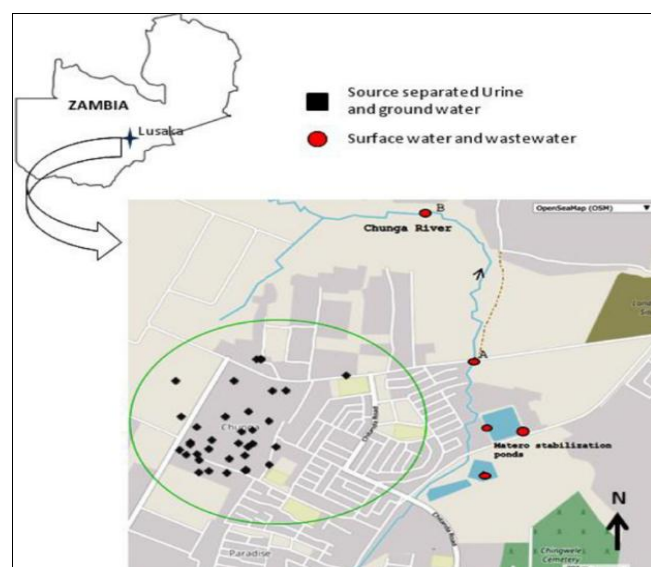 ZAMBIA
Lusaka
Source separated Urine
and ground water
Surface water and wastewater
OpenSeaMap (OSM)
B
Chunga River
A
Chunga
Matero stabilization
ponds
N
Paradise
Chingwele
Cemetery